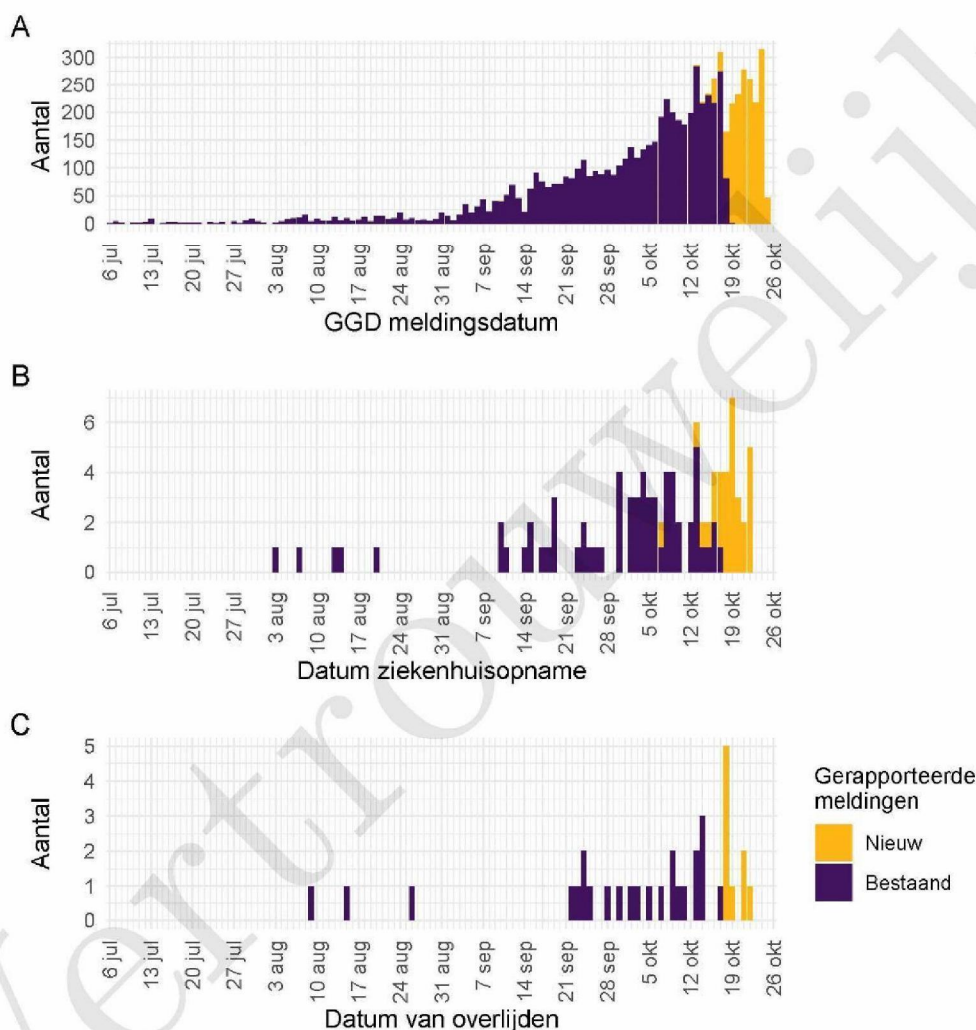 A
Aantal
300
250
200
150
100
50
0
6 jul
13 jul
20 jul
27 jul
3 aug
10 aug
17 aug
24 aug
31 aug
7 sep
14 sep
21 sep
28 sep
5 okt
12 okt
19 okt
26 okt
GGD meldingsdatum
B
Aantal
6
4
2
0
6 jul
13 jul
20 jul
27 jul
3 aug
10 aug
17 aug
24 aug
31 aug
7 sep
14 sep
21 sep
28 sep
5 okt
12 okt
19 okt
26 okt
Datum ziekenhuisopname
C
Aantal
5
4
3
2
1
0
6 jul
13 jul
20 jul
27 jul
3 aug
10 aug
17 aug
24 aug
31 aug
7 sep
14 sep
21 sep
28 sep
5 okt
12 okt
19 okt
26 okt
Datum van overlijden
Gerapporteerde
meldingen
Nieuw
Bestaand